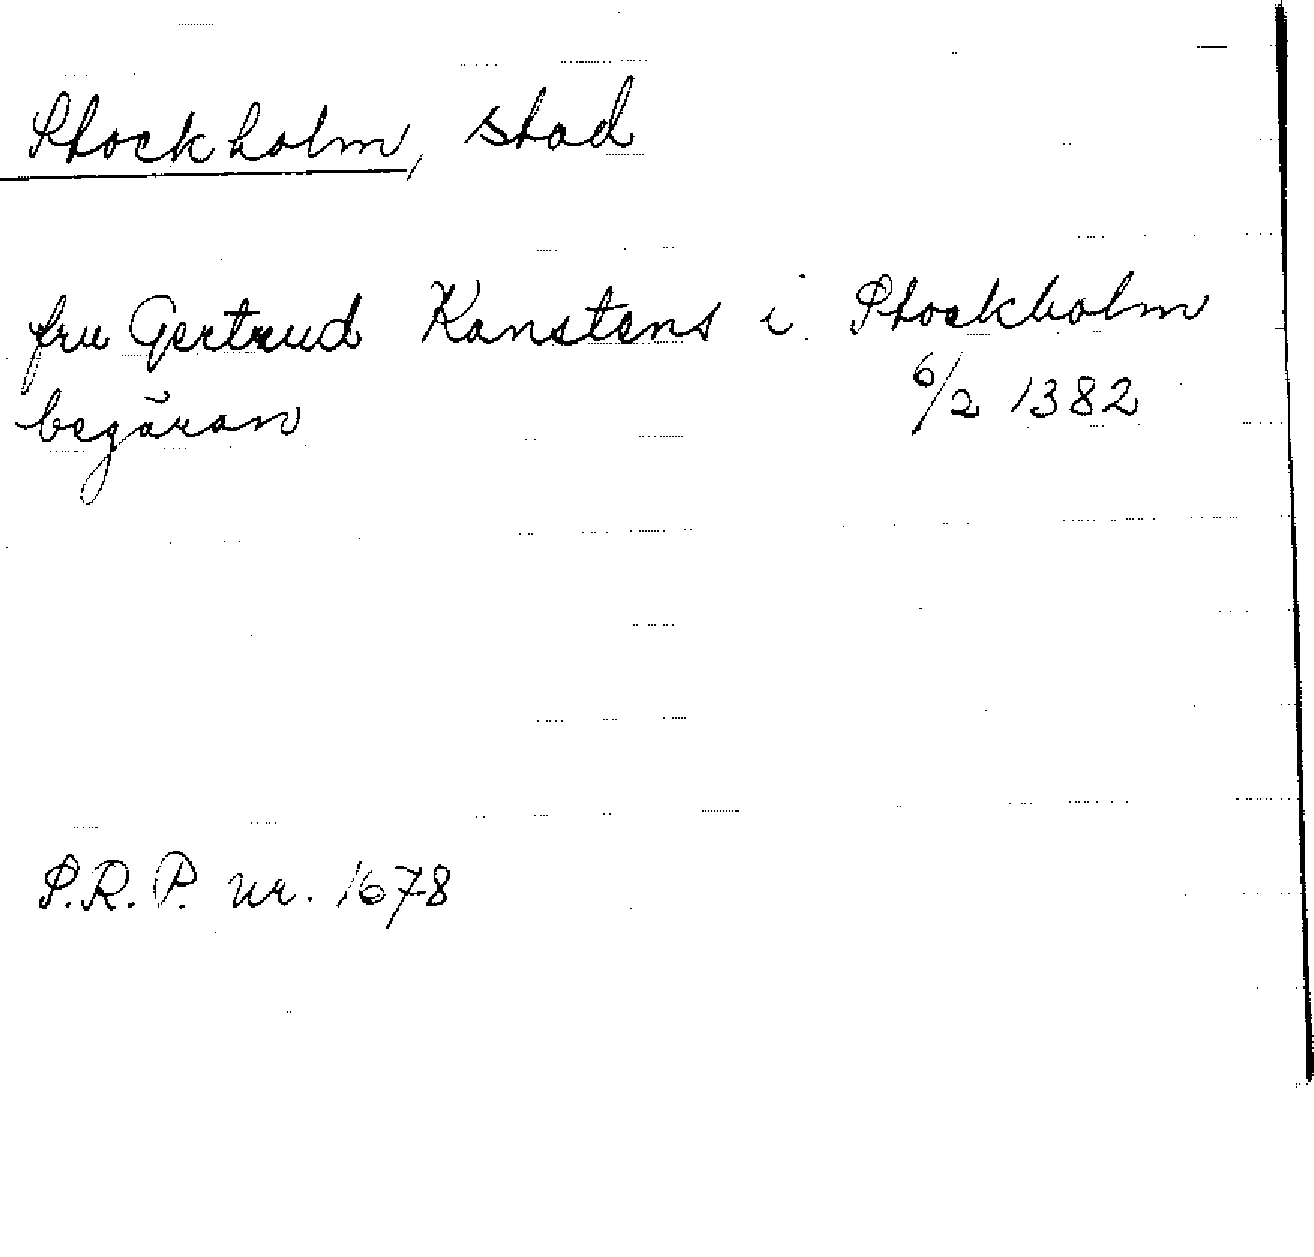 Stockholm, stad
fru Gertrud Karstens i Stockholm
begäran 6/2 1382
S.R.P. nr. 1678